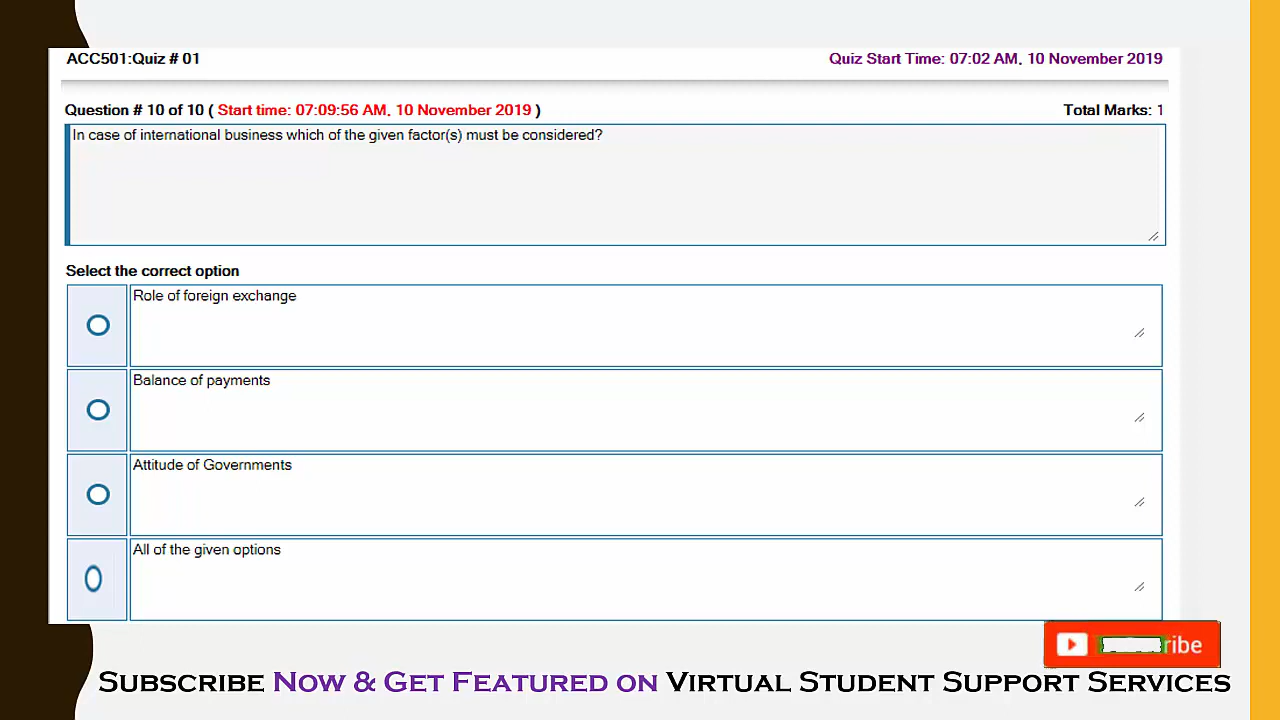 ACC501:Quiz # 01
Quiz Start Time: 07:02 AM, 10 November 2019
Question # 10 of 10 ( Start time: 07:09:56 AM, 10 November 2019 )
Total Marks: 1
In case of international business which of the given factor(s) must be considered?
Select the correct option
Role of foreign exchange
Balance of payments
Attitude of Governments
All of the given options
ribe
Subscribe Now & Get Featured on Virtual Student Support Services